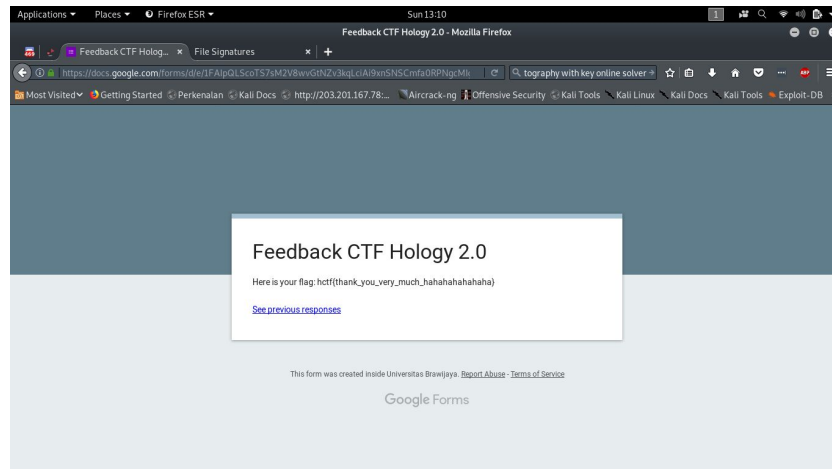 Applications Places Firefox ESR Sun 13:10 1
Feedback CTF Hology 2.0 - Mozilla Firefox
Feedback CTF Holog... × File Signatures × +
https://docs.google.com/forms/d/e/ tography with key online solver
Most Visited Getting Started Perkenalan Kali Docs http://203.201.167.78:... Aircrack-ng Offensive Security Kali Tools Kali Linux Kali Docs Kali Tools Exploit-DB
Feedback CTF Hology 2.0
Here is your flag: hctf{thank_you_very_much_hahahahahahaha}
See previous responses
This form was created inside Universitas Brawijaya. Report Abuse - Terms of Service
Google Forms